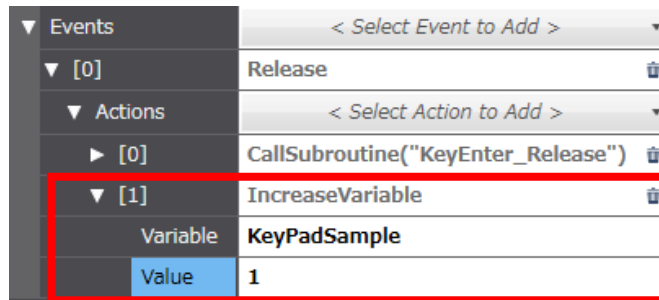 Events < Select Event to Add >
[0] Release
Actions < Select Action to Add >
[0] CallSubroutine("KeyEnter_Release")
[1] IncreaseVariable
Variable KeyPadSample
Value 1